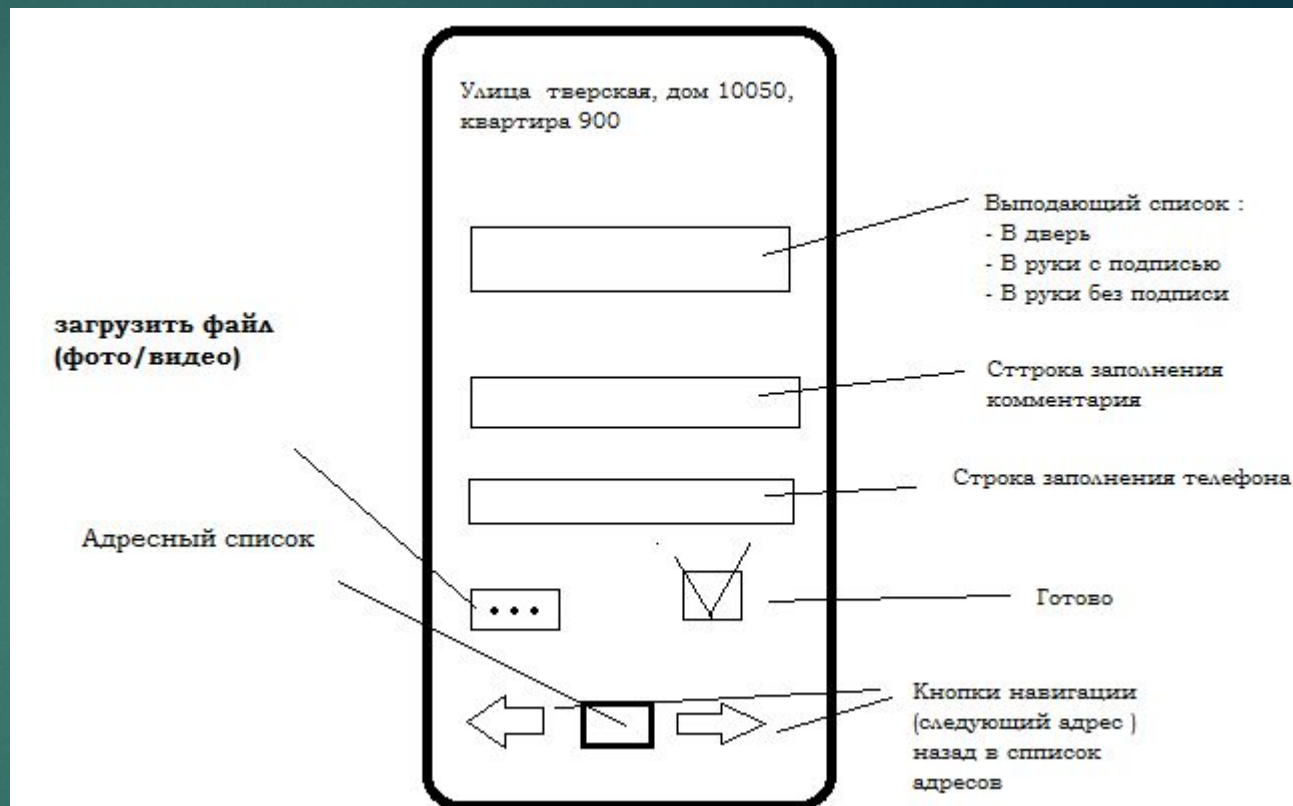 Улица тверская, дом 10050,
квартира 900
Выподающий список :
- В дверь
- В руки с подписью
- В руки без подписи
загрузить файл
(фото/видео)
Сттрока заполнения
комментария
Строка заполнения телефона
Адресный список
Готово
Кнопки навигации
(следующий адрес )
назад в спписок
адресов